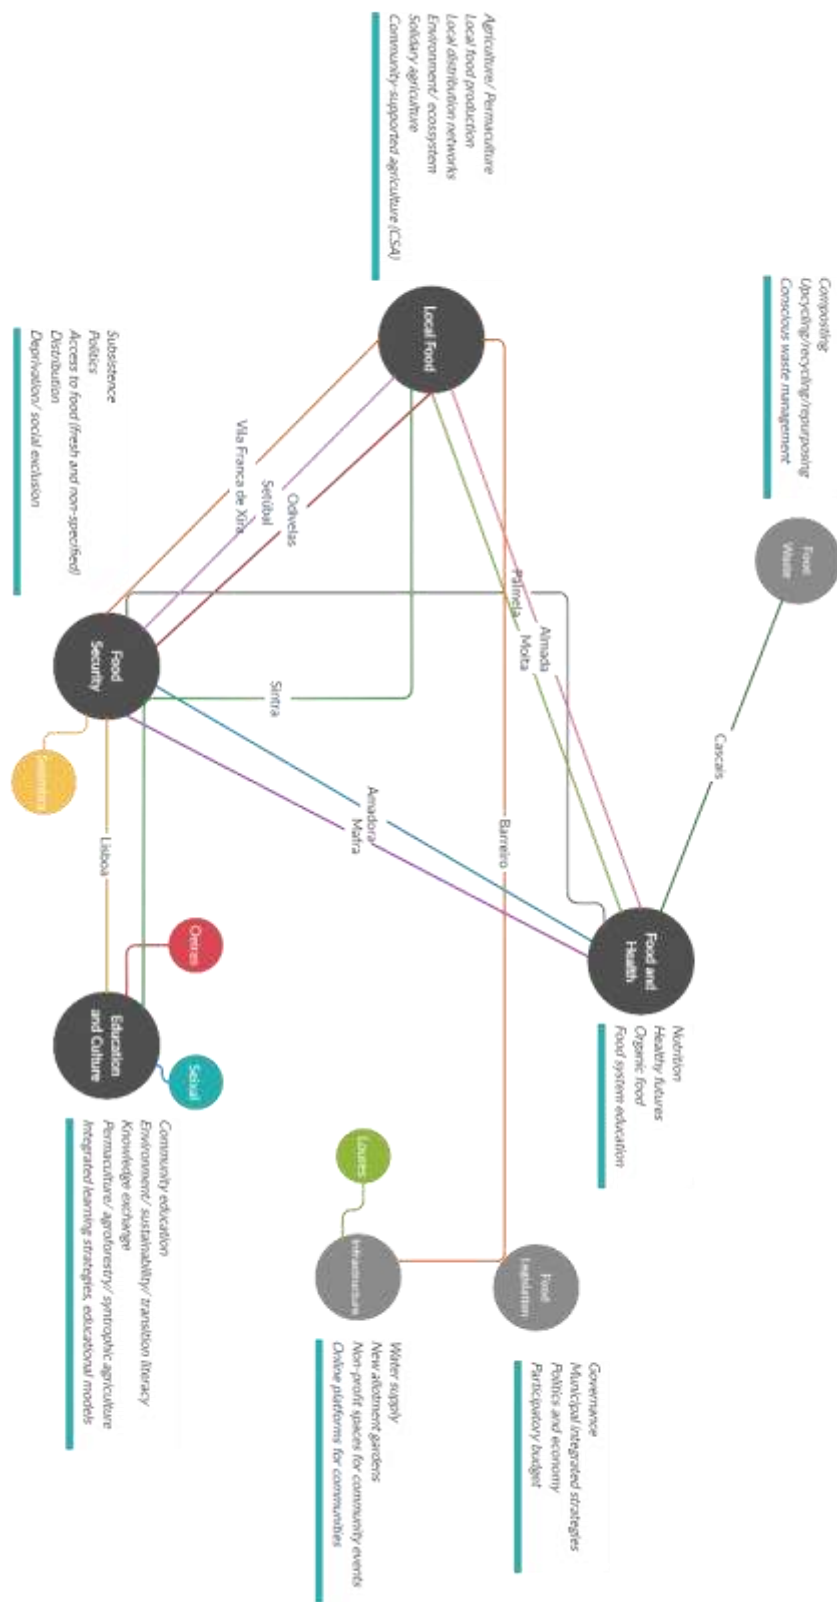 Composting
Upcycling/recycling/repurposing
Conscious waste management
Food
Waste
Cascais
Agriculture/ Permaculture
Local food production
Local distribution networks
Environment/ ecosystem
Solidary agriculture
Community-supported agriculture (CSA)
Local Food
Palmela
Almada
Moita
Food and
Health
Nutrition
Healthy futures
Organic food
Food system education
Barreiro
Food
Legislation
Governance
Municipal integrated strategies
Politics and economy
Participatory budget
Odivelas
Setúbal
Vila Franca de Xira
Sintra
Amadora
Mafra
Loures
Infrastructure
Water supply
New allotment gardens
Non-profit spaces for community events
Online platforms for communities
Subsistence
Politics
Access to food (fresh and non-specified)
Distribution
Deprivation/ social exclusion
Food
Security
Lisboa
Oeiras
Education
and Culture
Seixal
Community education
Environment/ sustainability/ transition literacy
Knowledge exchange
Permaculture/ agroforestry/ syntrophic agriculture
Integrated learning strategies, educational models